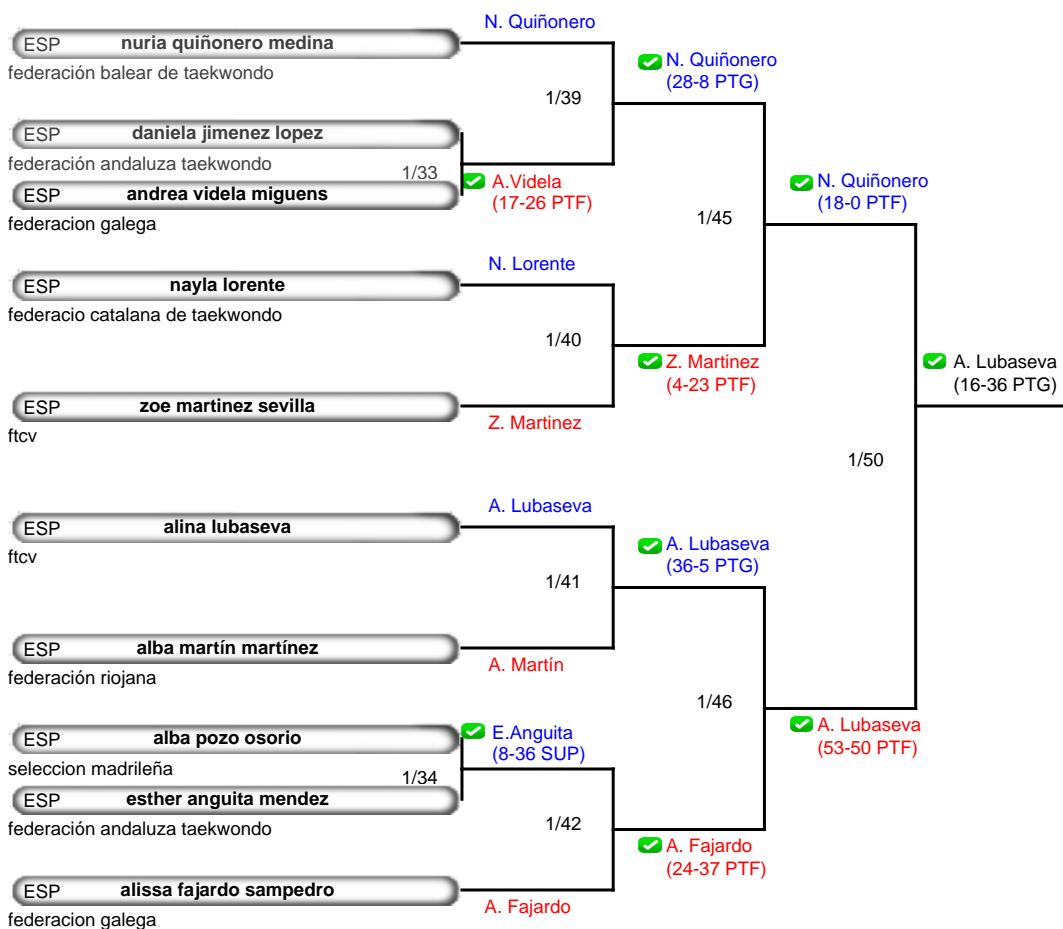 N. Quiñonero
ESP nuria quiñonero medina
federación balear de taekwondo
N. Quiñonero
(28-8 PTG)
1/39
ESP daniela jimenez lopez
federación andaluza taekwondo
1/33
A.Videla
(17-26 PTF)
ESP andrea videla miguens
federacion galega
N. Quiñonero
(18-0 PTF)
1/45
N. Lorente
ESP nayla lorente
federacio catalana de taekwondo
1/40
Z. Martinez
(4-23 PTF)
A. Lubaseva
(16-36 PTG)
ESP zoe martinez sevilla
Z. Martinez
ftcv
1/50
A. Lubaseva
ESP alina lubaseva
ftcv
A. Lubaseva
(36-5 PTG)
1/41
ESP alba martín martínez
A. Martín
federación riojana
1/46
A. Lubaseva
(53-50 PTF)
ESP alba pozo osorio
E.Anguita
(8-36 SUP)
seleccion madrileña
1/34
ESP esther anguita mendez
federación andaluza taekwondo
1/42
A. Fajardo
(24-37 PTF)
ESP alissa fajardo sampedro
A. Fajardo
federacion galega